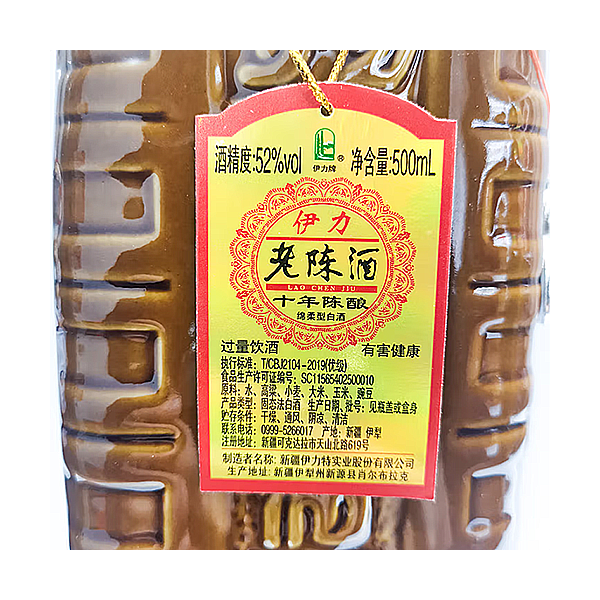 酒精度:52%vol 伊力牌 ® 净含量:500mL
伊力
老陈酒
LAO CHEN JIU
十年陈酿
绵柔型白酒
过量饮酒 有害健康
执行标准：T/CBJ2104-2019(优级)
食品生产许可证编号：SC11565402500010
原料：水、高粱、小麦、大米、玉米、豌豆
产品类型：固态法白酒 生产日期、批号：见瓶盖或盒身
贮存条件：干燥、通风、阴凉、清洁
联系电话：0999-5266017 产地：新疆 伊犁
注册地址：新疆可克达拉市天山北路619号
制造者名称：新疆伊力特实业股份有限公司
生产地址：新疆伊犁州新源县肖尔布拉克